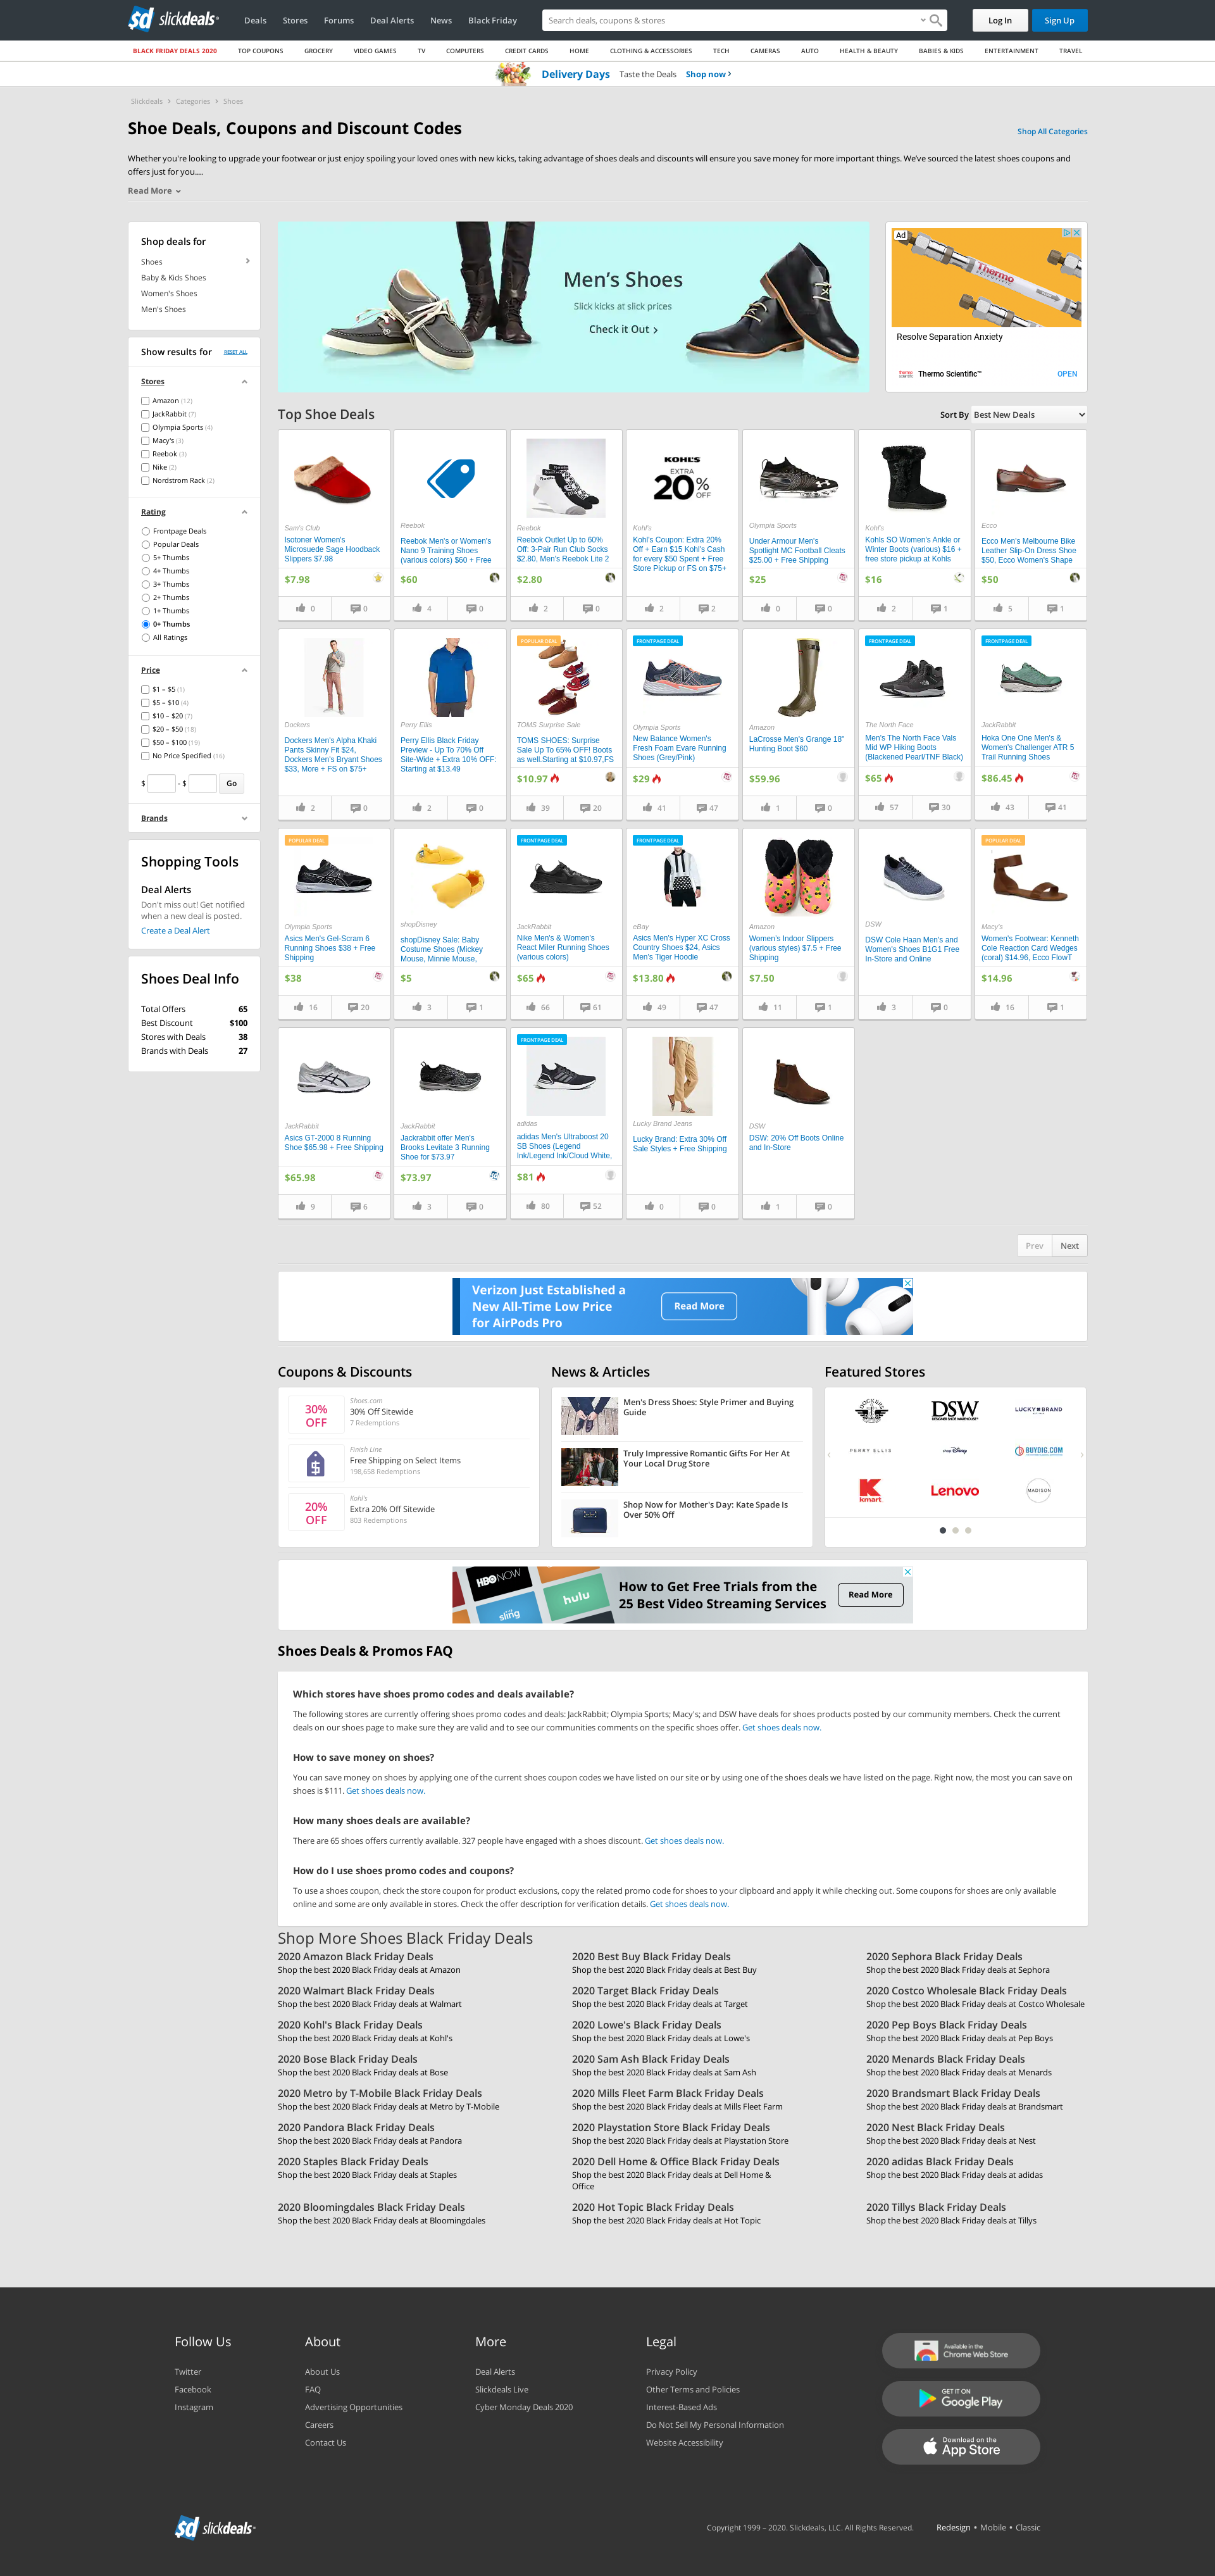 slickdeals
Deals
Stores
Forums
Deal Alerts
News
Black Friday
Search deals, coupons & stores
Log In
Sign Up
BLACK FRIDAY DEALS 2020
TOP COUPONS
GROCERY
VIDEO GAMES
TV
COMPUTERS
CREDIT CARDS
HOME
CLOTHING & ACCESSORIES
TECH
CAMERAS
AUTO
HEALTH & BEAUTY
BABIES & KIDS
ENTERTAINMENT
TRAVEL
Delivery Days Taste the Deals Shop now
Slickdeals > Categories > Shoes
Shoe Deals, Coupons and Discount Codes
Shop All Categories
Whether you're looking to upgrade your footwear or just enjoy spoiling your loved ones with new kicks, taking advantage of shoes deals and discounts will ensure you save money for more important things. We've sourced the latest shoes coupons and
offers just for you....
Read More
Shop deals for
Shoes
Baby & Kids Shoes
Women's Shoes
Men's Shoes
Show results for
RESET ALL
Stores
Amazon (12)
JackRabbit (7)
Olympia Sports (4)
Macy's (3)
Reebok (3)
Nike (2)
Nordstrom Rack (2)
Rating
Frontpage Deals
Popular Deals
5+ Thumbs
4+ Thumbs
3+ Thumbs
2+ Thumbs
1+ Thumbs
0+ Thumbs
All Ratings
Price
$1 – $5 (1)
$5 – $10 (4)
$10 – $20 (7)
$20 – $50 (18)
$50 – $100 (19)
No Price Specified (16)
$ - $ Go
Brands
Shopping Tools
Deal Alerts
Don't miss out! Get notified
when a new deal is posted.
Create a Deal Alert
Shoes Deal Info
Total Offers 65
Best Discount $100
Stores with Deals 38
Brands with Deals 27
Men's Shoes
Slick kicks at slick prices
Check it Out
Ad
Thermo
SCIENTIFIC
Resolve Separation Anxiety
Thermo Scientific™
OPEN
Top Shoe Deals
Sort By Best New Deals
Sam's Club
Isotoner Women's
Microsuede Sage Hoodback
Slippers $7.98
$7.98
0 0
Reebok
Reebok Men's or Women's
Nano 9 Training Shoes
(various colors) $60 + Free
$60
4 0
Reebok
Reebok Outlet Up to 60%
Off: 3-Pair Run Club Socks
$2.80, Men's Reebok Lite 2
$2.80
2 0
KOHL'S
EXTRA
20% OFF
Kohl's
Kohl's Coupon: Extra 20%
Off + Earn $15 Kohl's Cash
for every $50 Spent + Free
Store Pickup or FS on $75+
2 2
Olympia Sports
Under Armour Men's
Spotlight MC Football Cleats
$25.00 + Free Shipping
$25
0 0
Kohl's
Kohls SO Women's Ankle or
Winter Boots (various) $16 +
free store pickup at Kohls
$16
2 1
Ecco
Ecco Men's Melbourne Bike
Leather Slip-On Dress Shoe
$50, Ecco Women's Shape
$50
5 1
Dockers
Dockers Men's Alpha Khaki
Pants Skinny Fit $24,
Dockers Men's Bryant Shoes
$33, More + FS on $75+
2 0
Perry Ellis
Perry Ellis Black Friday
Preview - Up To 70% Off
Site-Wide + Extra 10% OFF:
Starting at $13.49
2 0
POPULAR DEAL
TOMS Surprise Sale
TOMS SHOES: Surprise
Sale Up To 65% OFF! Boots
as well.Starting at $10.97,FS
$10.97
39 20
FRONTPAGE DEAL
Olympia Sports
New Balance Women's
Fresh Foam Evare Running
Shoes (Grey/Pink)
$29
41 47
Amazon
LaCrosse Men's Grange 18"
Hunting Boot $60
$59.96
1 0
FRONTPAGE DEAL
The North Face
Men's The North Face Vals
Mid WP Hiking Boots
(Blackened Pearl/TNF Black)
$65
57 30
FRONTPAGE DEAL
JackRabbit
Hoka One One Men's &
Women's Challenger ATR 5
Trail Running Shoes
$86.45
43 41
POPULAR DEAL
Olympia Sports
Asics Men's Gel-Scram 6
Running Shoes $38 + Free
Shipping
$38
16 20
shopDisney
shopDisney Sale: Baby
Costume Shoes (Mickey
Mouse, Minnie Mouse,
$5
3 1
FRONTPAGE DEAL
JackRabbit
Nike Men's & Women's
React Miler Running Shoes
(various colors)
$65
66 61
FRONTPAGE DEAL
eBay
Asics Men's Hyper XC Cross
Country Shoes $24, Asics
Men's Tiger Hoodie
$13.80
49 47
Amazon
Women's Indoor Slippers
(various styles) $7.5 + Free
Shipping
$7.50
11 1
DSW
DSW Cole Haan Men's and
Women's Shoes B1G1 Free
In-Store and Online
3 0
POPULAR DEAL
Macy's
Women's Footwear: Kenneth
Cole Reaction Card Wedges
(coral) $14.96, Ecco FlowT
$14.96
16 1
JackRabbit
Asics GT-2000 8 Running
Shoe $65.98 + Free Shipping
$65.98
9 6
JackRabbit
Jackrabbit offer Men's
Brooks Levitate 3 Running
Shoe for $73.97
$73.97
3 0
FRONTPAGE DEAL
adidas
adidas Men's Ultraboost 20
SB Shoes (Legend
Ink/Legend Ink/Cloud White,
$81
80 52
Lucky Brand Jeans
Lucky Brand: Extra 30% Off
Sale Styles + Free Shipping
0 0
DSW
DSW: 20% Off Boots Online
and In-Store
1 0
Prev Next
Verizon Just Established a
New All-Time Low Price
for AirPods Pro
Read More
Coupons & Discounts
30%
OFF
Shoes.com
30% Off Sitewide
7 Redemptions
Finish Line
Free Shipping on Select Items
198,658 Redemptions
20%
OFF
Kohl's
Extra 20% Off Sitewide
803 Redemptions
News & Articles
Men's Dress Shoes: Style Primer and Buying
Guide
Truly Impressive Romantic Gifts For Her At
Your Local Drug Store
Shop Now for Mother's Day: Kate Spade Is
Over 50% Off
Featured Stores
DOCKERS
DSW
DESIGNER SHOE WAREHOUSE
LUCKY BRAND
PERRY ELLIS
shop Disney
BUYDIG.COM
kmart
Lenovo
MADISON
HBO NOW
sling
hulu
How to Get Free Trials from the
25 Best Video Streaming Services
Read More
Shoes Deals & Promos FAQ
Which stores have shoes promo codes and deals available?
The following stores are currently offering shoes promo codes and deals: JackRabbit; Olympia Sports; Macy's; and DSW have deals for shoes products posted by our community members. Check the current
deals on our shoes page to make sure they are valid and to see our communities comments on the specific shoes offer. Get shoes deals now.
How to save money on shoes?
You can save money on shoes by applying one of the current shoes coupon codes we have listed on our site or by using one of the shoes deals we have listed on the page. Right now, the most you can save on
shoes is $111. Get shoes deals now.
How many shoes deals are available?
There are 65 shoes offers currently available. 327 people have engaged with a shoes discount. Get shoes deals now.
How do I use shoes promo codes and coupons?
To use a shoes coupon, check the store coupon for product exclusions, copy the related promo code for shoes to your clipboard and apply it while checking out. Some coupons for shoes are only available
online and some are only available in stores. Check the offer description for verification details. Get shoes deals now.
Shop More Shoes Black Friday Deals
2020 Amazon Black Friday Deals
Shop the best 2020 Black Friday deals at Amazon
2020 Best Buy Black Friday Deals
Shop the best 2020 Black Friday deals at Best Buy
2020 Sephora Black Friday Deals
Shop the best 2020 Black Friday deals at Sephora
2020 Walmart Black Friday Deals
Shop the best 2020 Black Friday deals at Walmart
2020 Target Black Friday Deals
Shop the best 2020 Black Friday deals at Target
2020 Costco Wholesale Black Friday Deals
Shop the best 2020 Black Friday deals at Costco Wholesale
2020 Kohl's Black Friday Deals
Shop the best 2020 Black Friday deals at Kohl's
2020 Lowe's Black Friday Deals
Shop the best 2020 Black Friday deals at Lowe's
2020 Pep Boys Black Friday Deals
Shop the best 2020 Black Friday deals at Pep Boys
2020 Bose Black Friday Deals
Shop the best 2020 Black Friday deals at Bose
2020 Sam Ash Black Friday Deals
Shop the best 2020 Black Friday deals at Sam Ash
2020 Menards Black Friday Deals
Shop the best 2020 Black Friday deals at Menards
2020 Metro by T-Mobile Black Friday Deals
Shop the best 2020 Black Friday deals at Metro by T-Mobile
2020 Mills Fleet Farm Black Friday Deals
Shop the best 2020 Black Friday deals at Mills Fleet Farm
2020 Brandsmart Black Friday Deals
Shop the best 2020 Black Friday deals at Brandsmart
2020 Pandora Black Friday Deals
Shop the best 2020 Black Friday deals at Pandora
2020 Playstation Store Black Friday Deals
Shop the best 2020 Black Friday deals at Playstation Store
2020 Nest Black Friday Deals
Shop the best 2020 Black Friday deals at Nest
2020 Staples Black Friday Deals
Shop the best 2020 Black Friday deals at Staples
2020 Dell Home & Office Black Friday Deals
Shop the best 2020 Black Friday deals at Dell Home &
Office
2020 adidas Black Friday Deals
Shop the best 2020 Black Friday deals at adidas
2020 Bloomingdales Black Friday Deals
Shop the best 2020 Black Friday deals at Bloomingdales
2020 Hot Topic Black Friday Deals
Shop the best 2020 Black Friday deals at Hot Topic
2020 Tillys Black Friday Deals
Shop the best 2020 Black Friday deals at Tillys
Follow Us
Twitter
Facebook
Instagram
About
About Us
FAQ
Advertising Opportunities
Careers
Contact Us
More
Deal Alerts
Slickdeals Live
Cyber Monday Deals 2020
Legal
Privacy Policy
Other Terms and Policies
Interest-Based Ads
Do Not Sell My Personal Information
Website Accessibility
Available in the
Chrome Web Store
GET IT ON
Google Play
Download on the
App Store
slickdeals
Copyright 1999 – 2020. Slickdeals, LLC. All Rights Reserved.
Redesign • Mobile • Classic